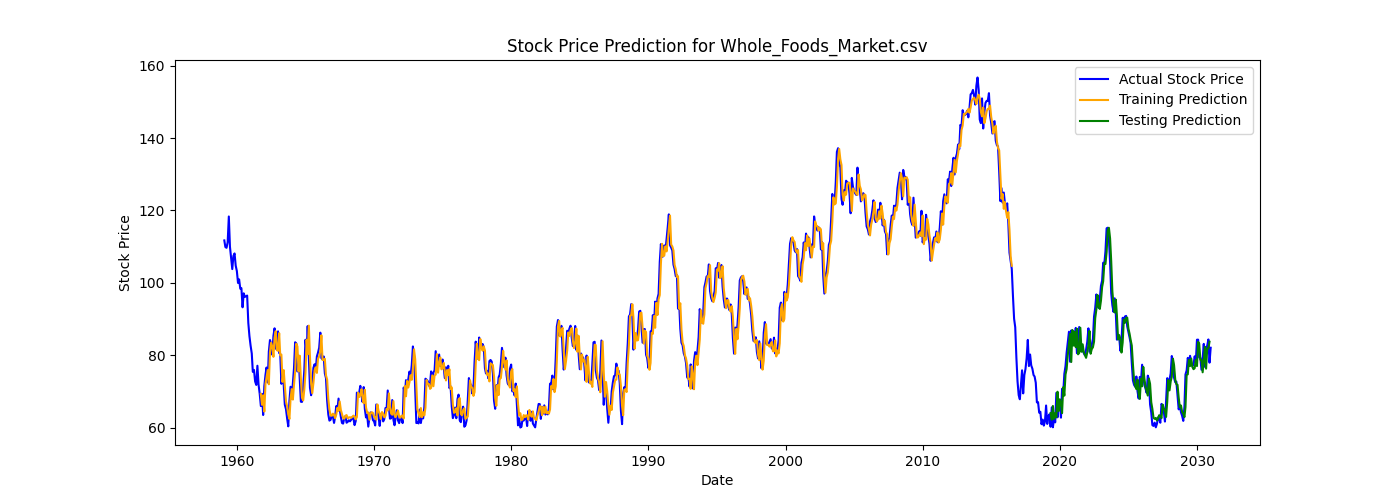 Stock Price Prediction for Whole_Foods_Market.csv
160
140
120
100
80
60
Stock Price
Actual Stock Price
Training Prediction
Testing Prediction
1960 1970 1980 1990 2000 2010 2020 2030
Date